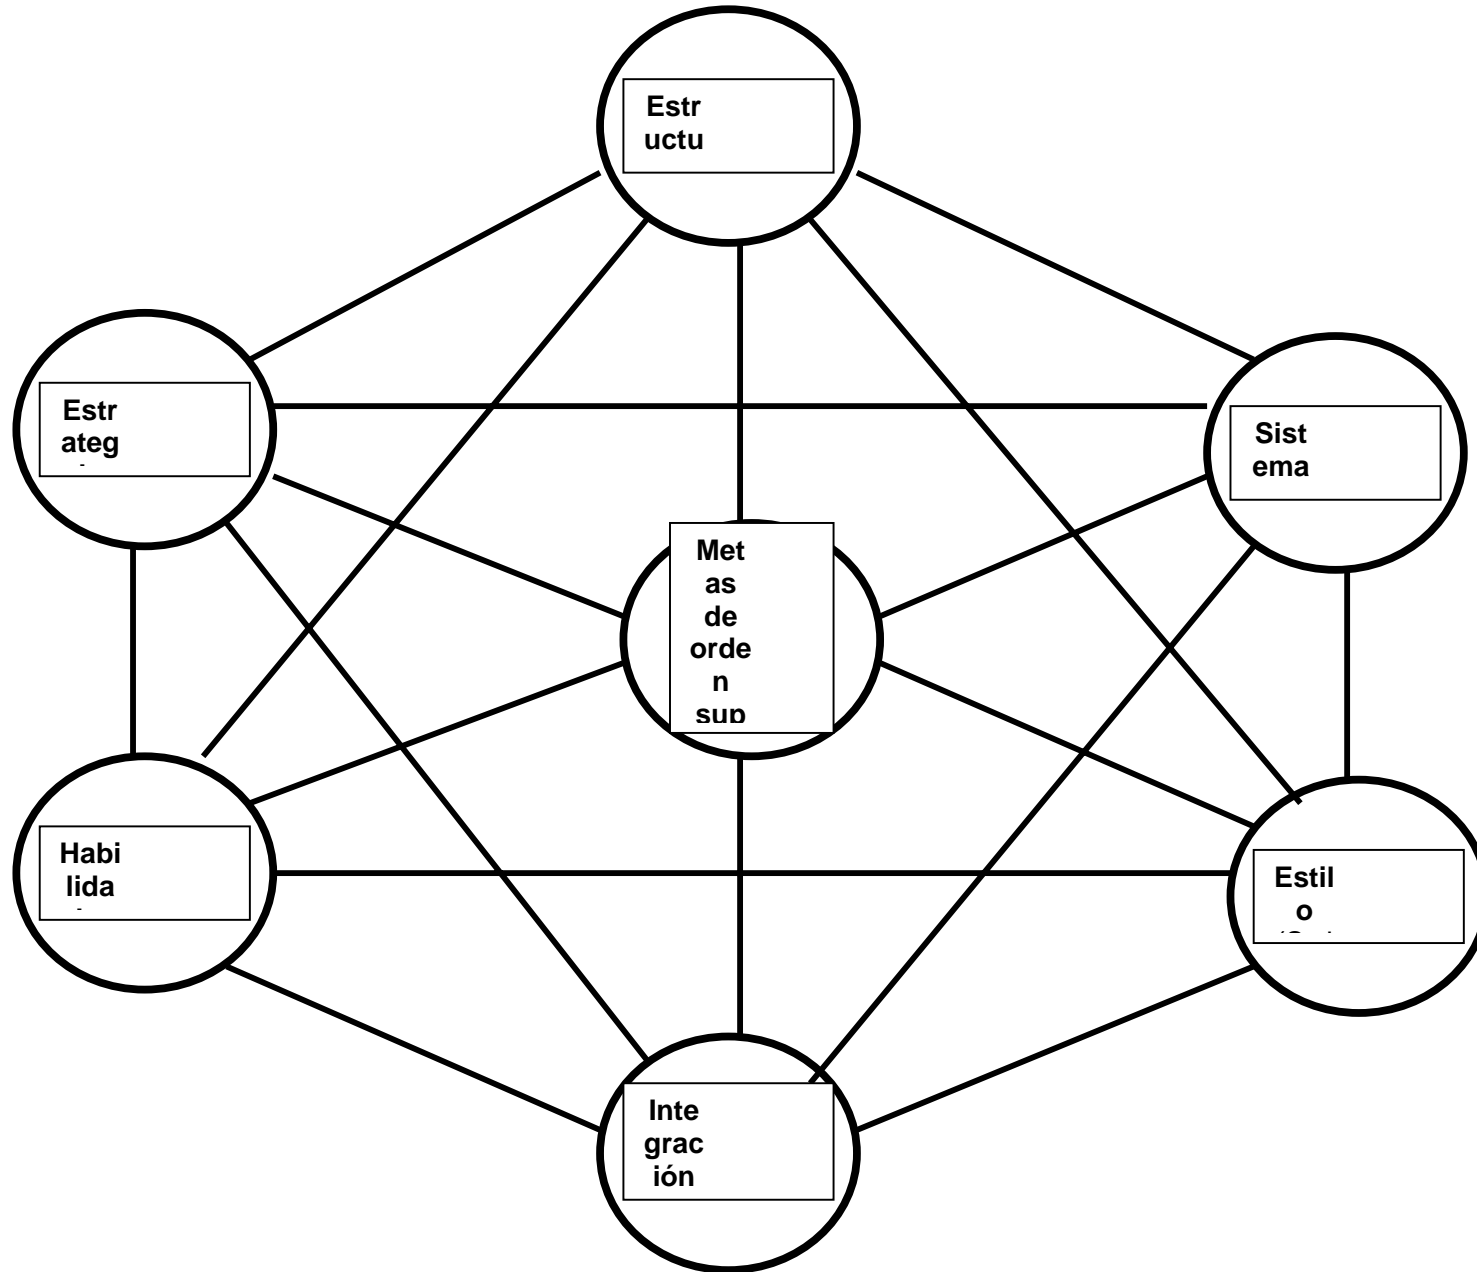 Estr
uctu
Estr
ateg
Sist
ema
Met
as
de
orde
n
sup
Habi
lida
Estil
o
Inte
grac
ión